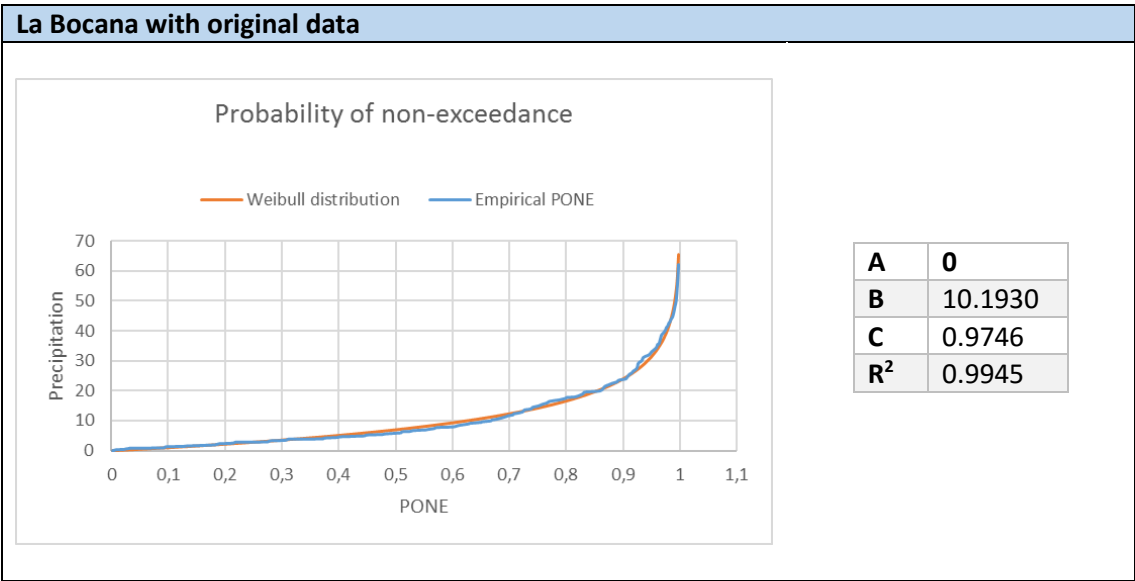 La Bocana with original data
Probability of non-exceedance
Weibull distribution Empirical PONE
70
60
50
40
30
20
10
0
Precipitation
0 0,1 0,2 0,3 0,4 0,5 0,6 0,7 0,8 0,9 1 1,1
PONE
A 0
B 10.1930
C 0.9746
R² 0.9945